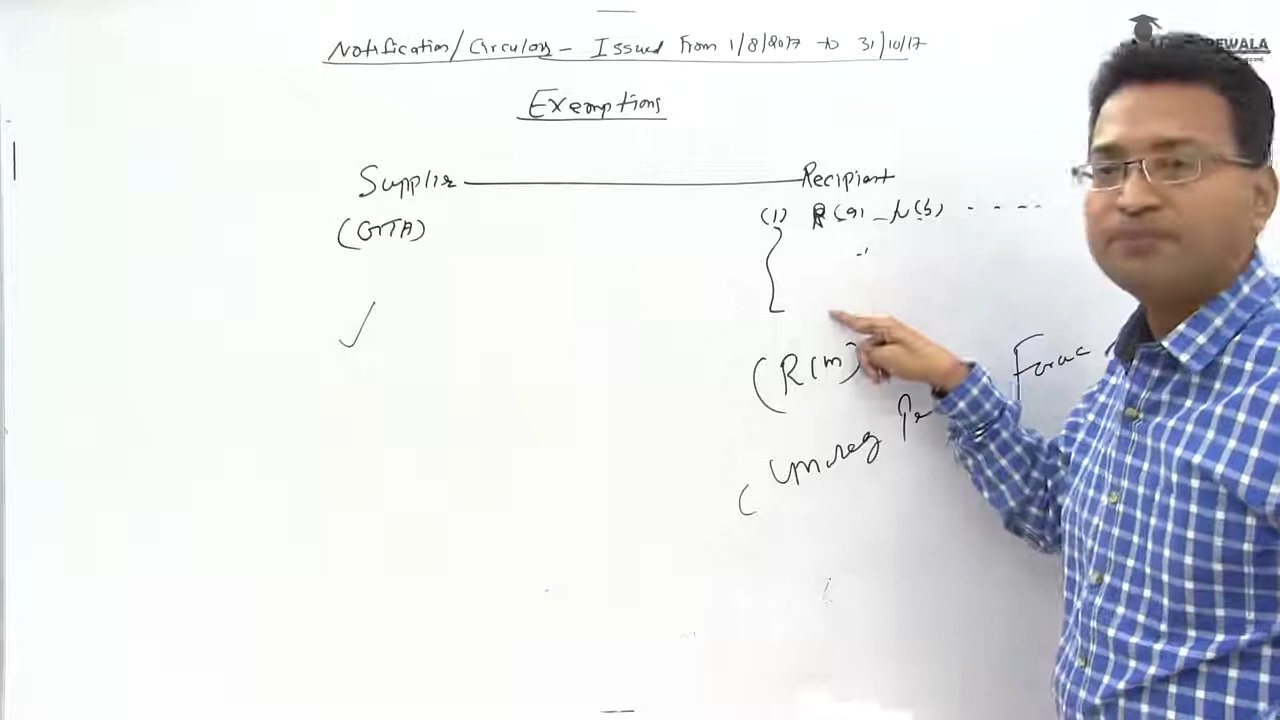 Notification/Circulars - Issued From 1/8/2017 to 31/10/17
Exemptions
Supplier Recipient
(GTA) (1) R(a) - - - -
(RCM)
(Unreg